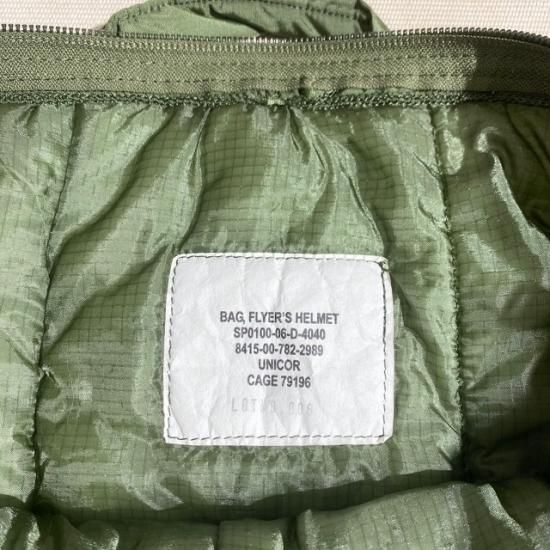 BAG, FLYER'S HELMET
SP0100-06-D-4040
8415-00-782-2989
UNICOR
CAGE 79196